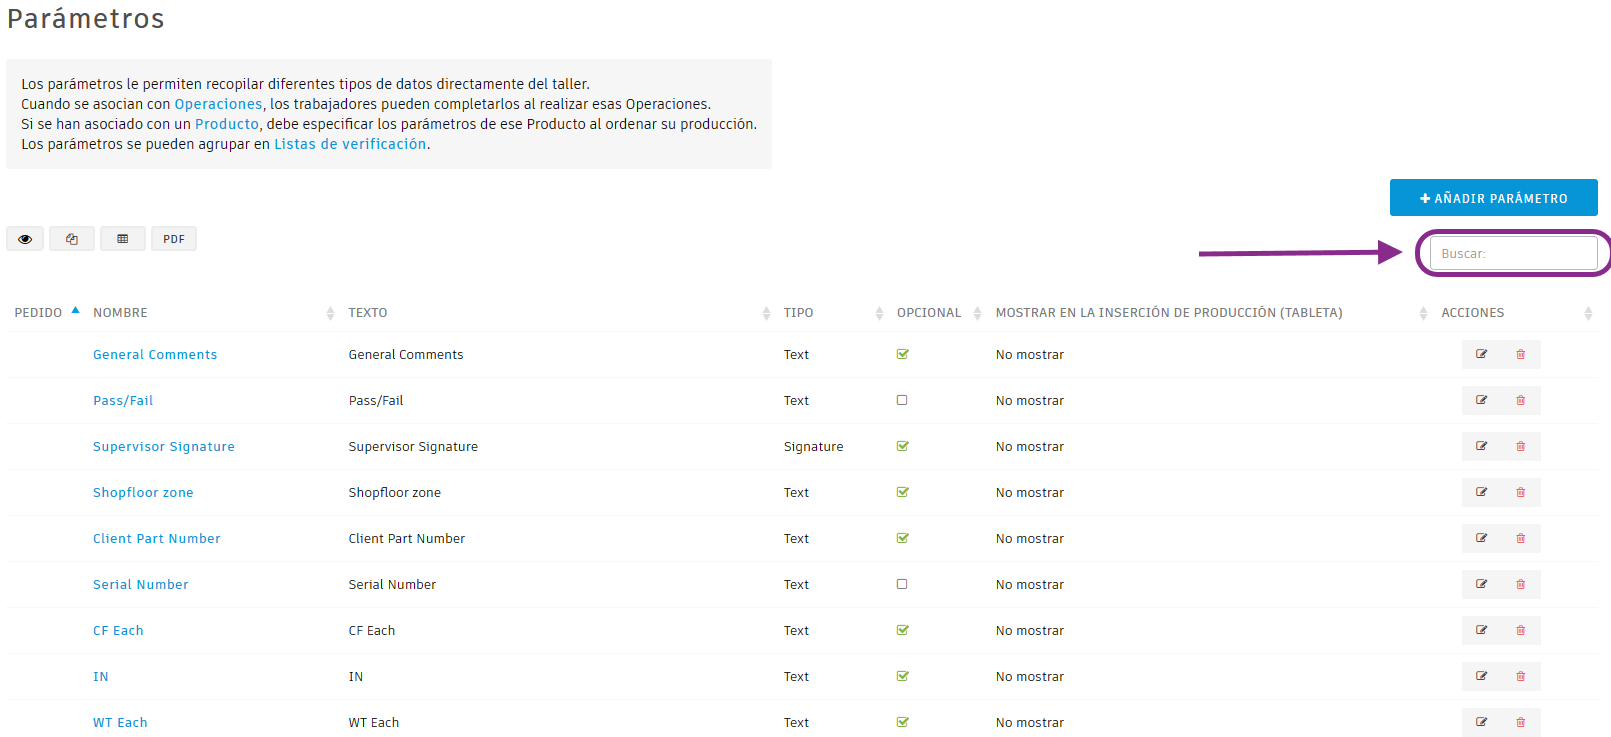 Parámetros
Los parámetros le permiten recopilar diferentes tipos de datos directamente del taller.
Cuando se asocian con Operaciones, los trabajadores pueden completarlos al realizar esas Operaciones.
Si se han asociado con un Producto, debe especificar los parámetros de ese Producto al ordenar su producción.
Los parámetros se pueden agrupar en Listas de verificación.
AÑADIR PARÁMETRO
PDF
Buscar:
PEDIDO NOMBRE TEXTO TIPO OPCIONAL MOSTRAR EN LA INSERCIÓN DE PRODUCCIÓN (TABLETA) ACCIONES
General Comments General Comments Text No mostrar
Pass/Fail Pass/Fail Text No mostrar
Supervisor Signature Supervisor Signature Signature No mostrar
Shopfloor zone Shopfloor zone Text No mostrar
Client Part Number Client Part Number Text No mostrar
Serial Number Serial Number Text No mostrar
CF Each CF Each Text No mostrar
IN IN Text No mostrar
WT Each WT Each Text No mostrar